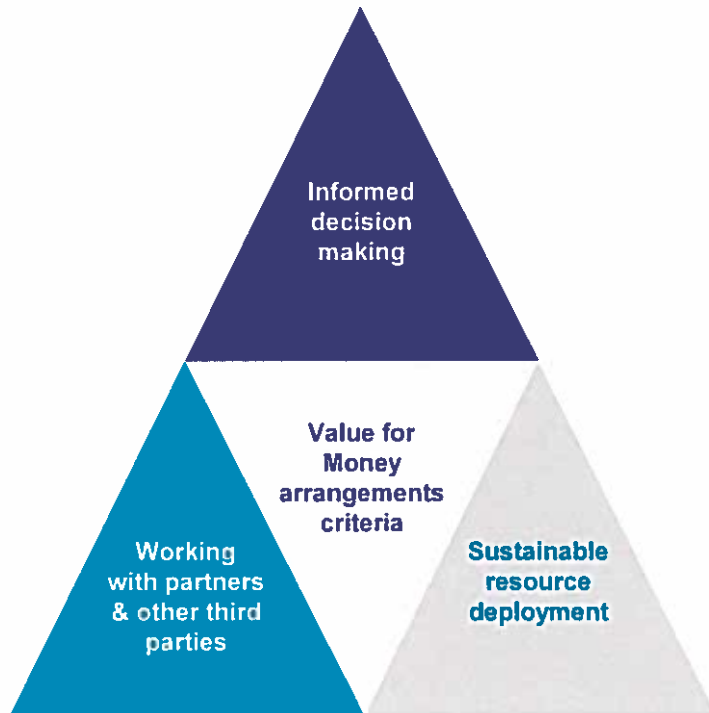 Informed
decision
making
Value for
Money
arrangements
criteria
Working
with partners
& other third
parties
Sustainable
resource
deployment